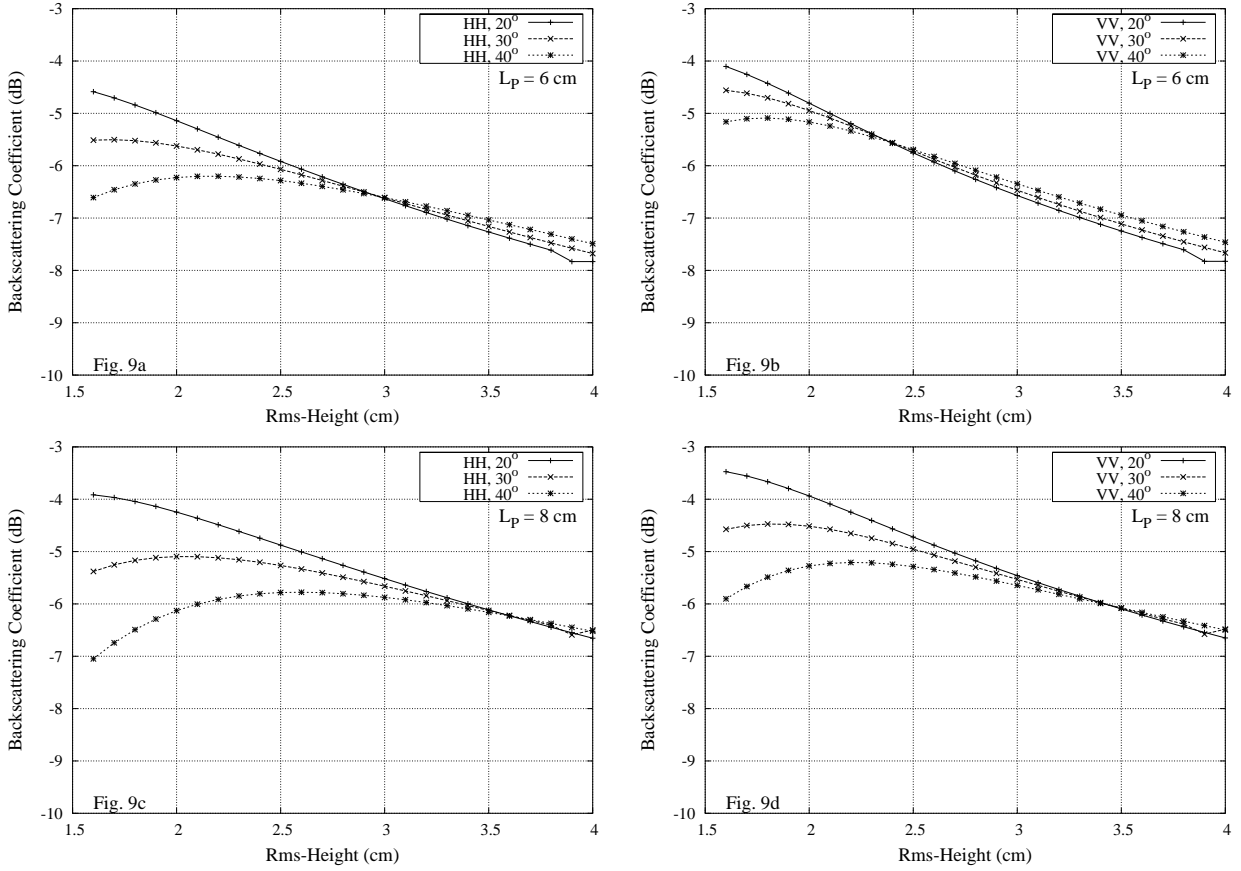 -3
-4
-5
-6
-7
-8
-9
-10
Backscattering Coefficient (dB)
HH, 20°
HH, 30°
HH, 40°
L_P = 6 cm
Fig. 9a
1.5 2 2.5 3 3.5 4
Rms-Height (cm)
-3
-4
-5
-6
-7
-8
-9
-10
Backscattering Coefficient (dB)
VV, 20°
VV, 30°
VV, 40°
L_P = 6 cm
Fig. 9b
1.5 2 2.5 3 3.5 4
Rms-Height (cm)
-3
-4
-5
-6
-7
-8
-9
-10
Backscattering Coefficient (dB)
HH, 20°
HH, 30°
HH, 40°
L_P = 8 cm
Fig. 9c
1.5 2 2.5 3 3.5 4
Rms-Height (cm)
-3
-4
-5
-6
-7
-8
-9
-10
Backscattering Coefficient (dB)
VV, 20°
VV, 30°
VV, 40°
L_P = 8 cm
Fig. 9d
1.5 2 2.5 3 3.5 4
Rms-Height (cm)